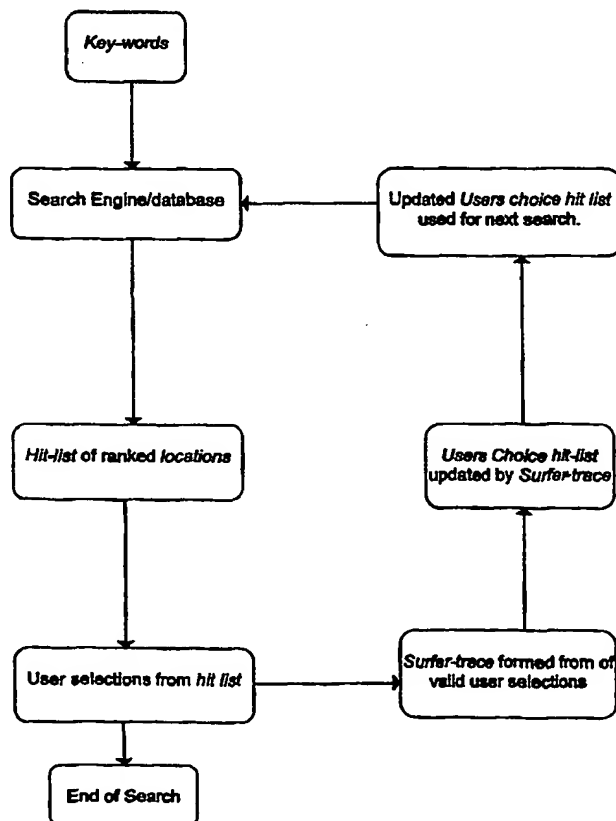 Key-words
Search Engine/database
Updated Users choice hit list
used for next search.
Hit-list of ranked locations
Users Choice hit-list
updated by Surfer-trace
User selections from hit list
Surfer-trace formed from of
valid user selections
End of Search